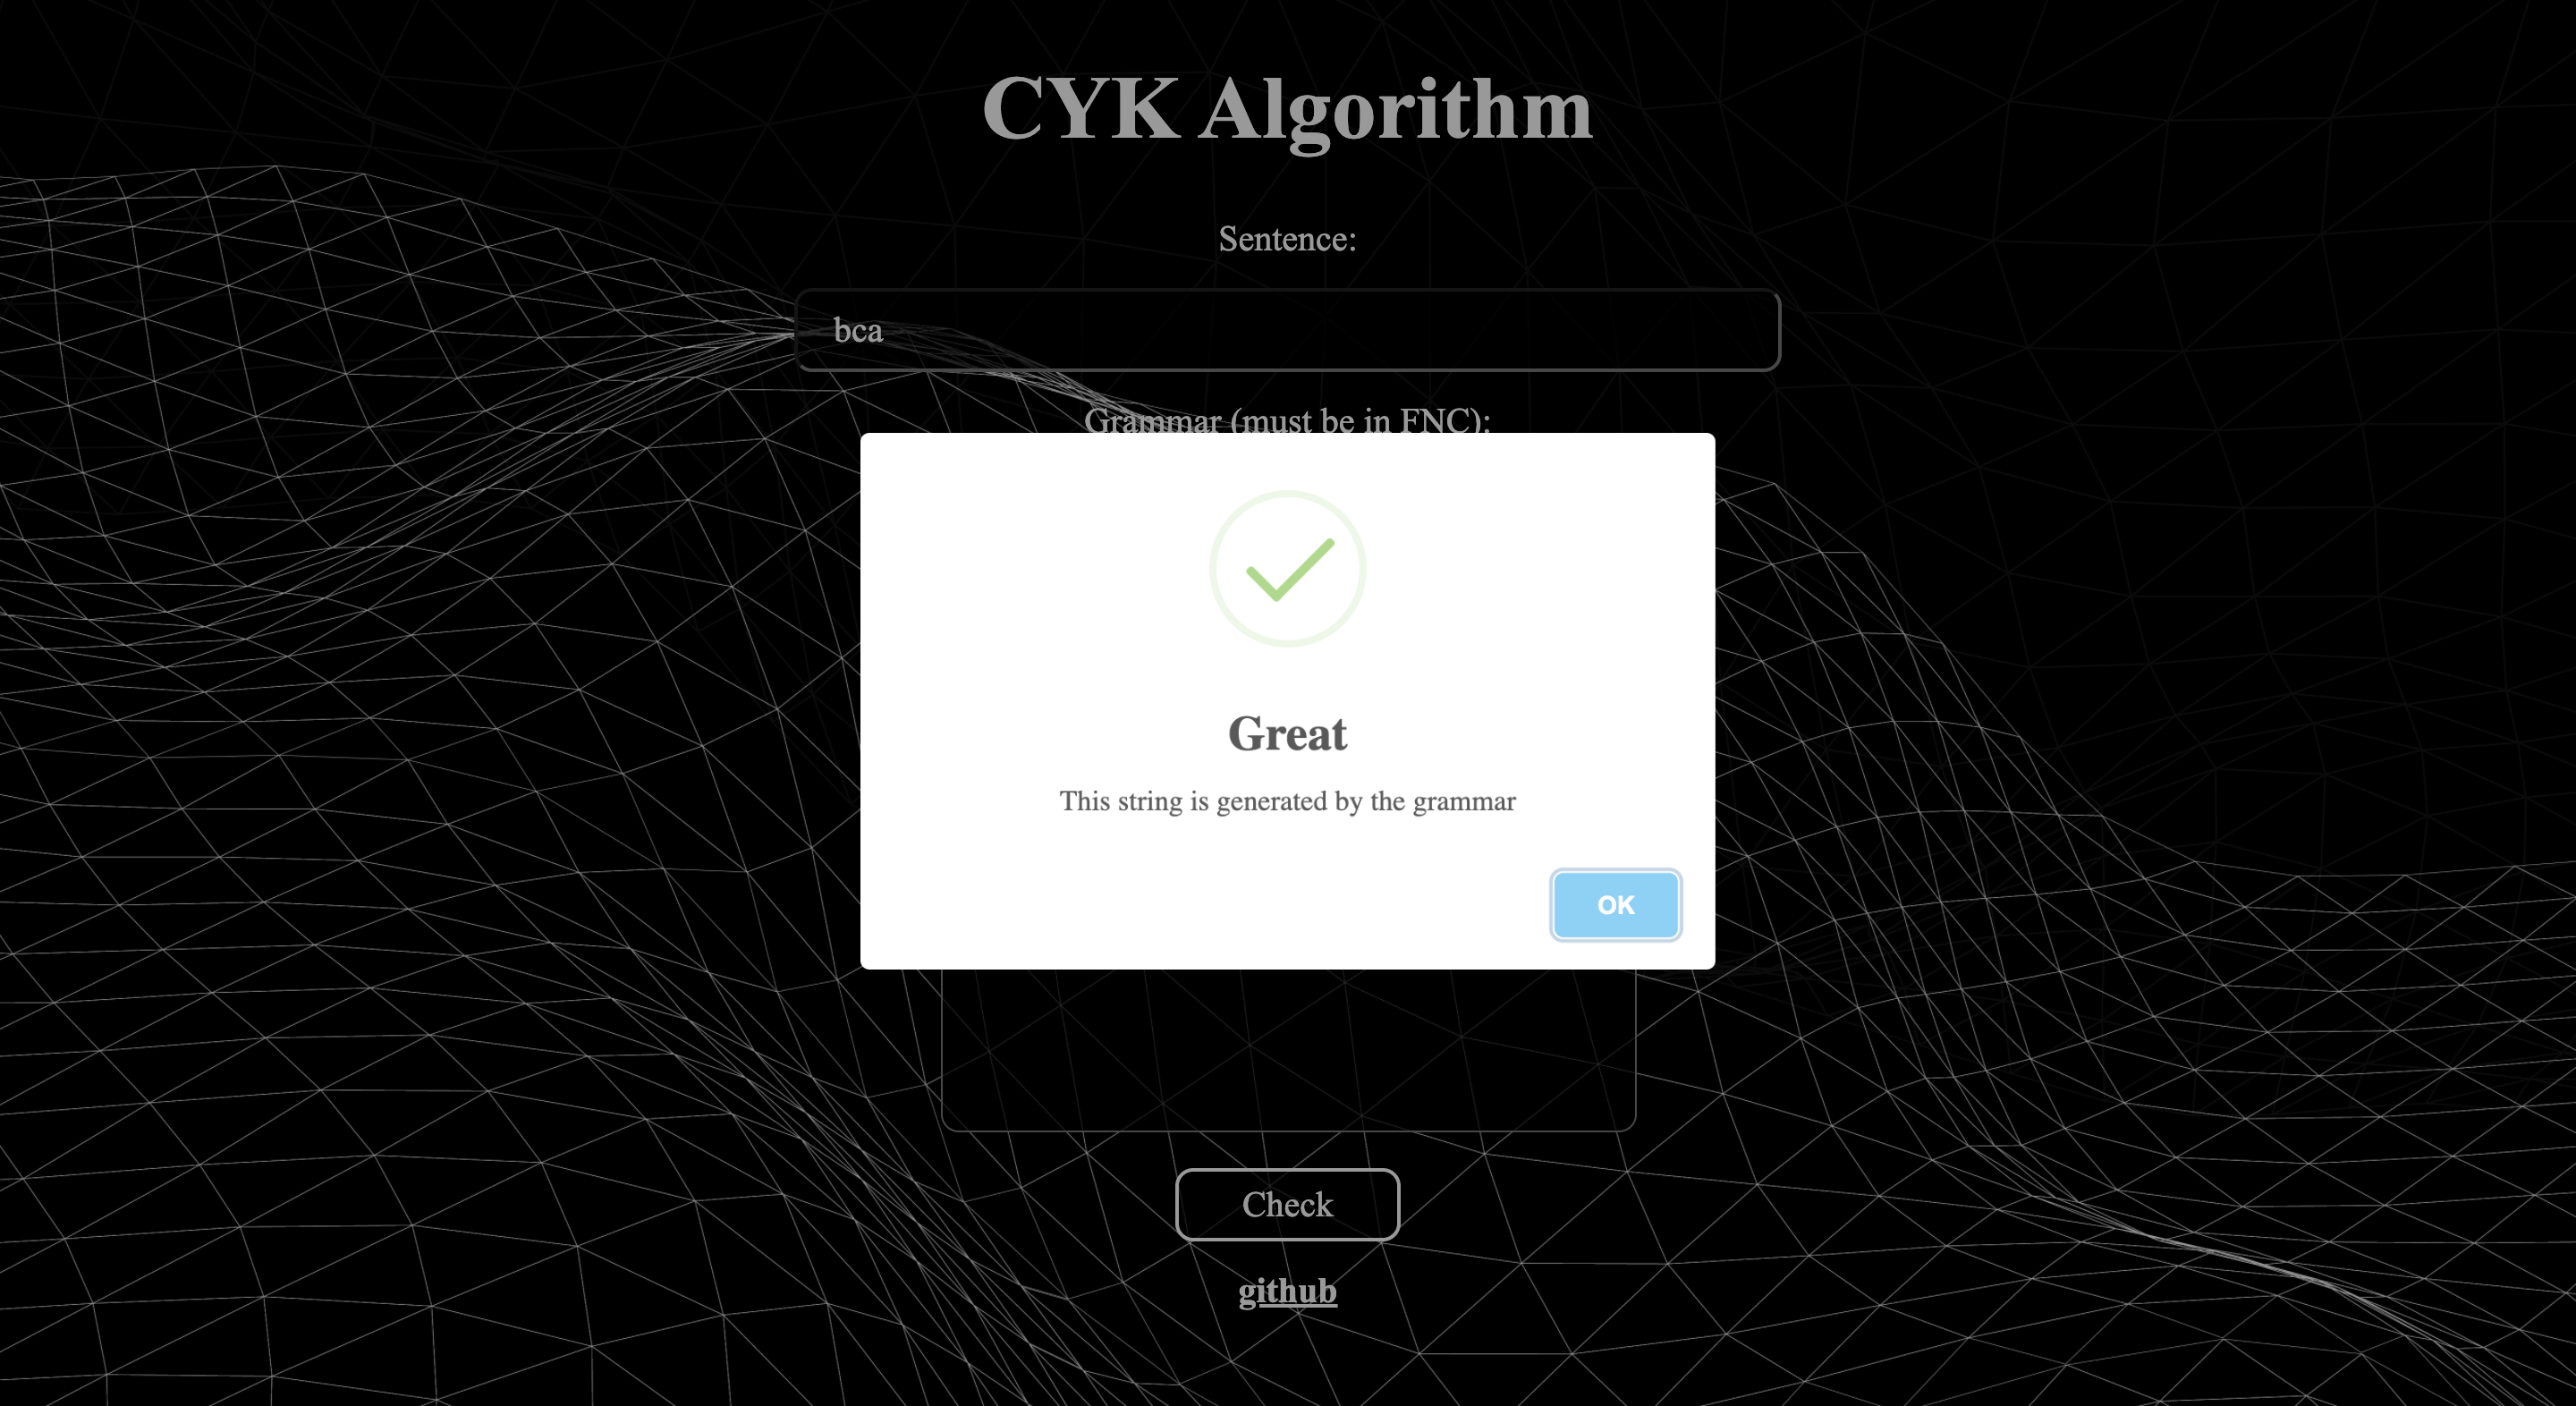 CYK Algorithm
Sentence:
bca
Grammar (must be in FNC):
Great
This string is generated by the grammar
OK
Check
github